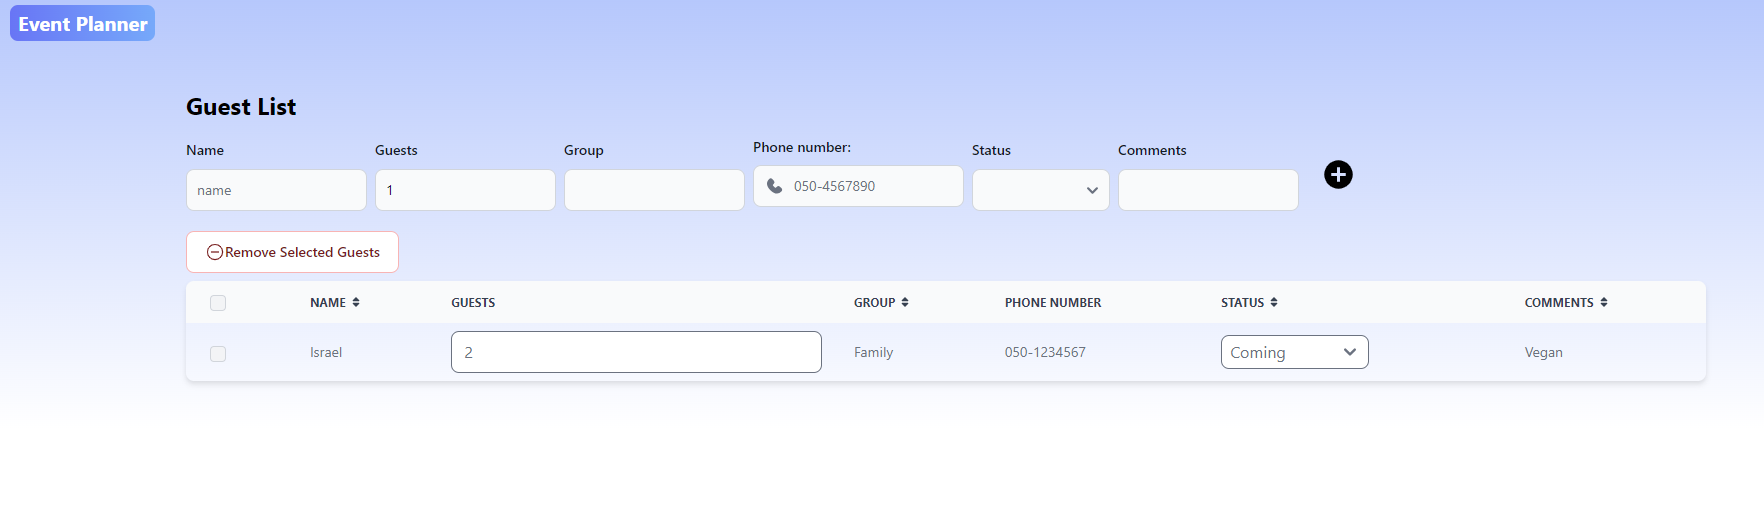 Event Planner
Guest List
Name Guests Group Phone number: Status Comments
name 1 050-4567890
Remove Selected Guests
NAME GUESTS GROUP PHONE NUMBER STATUS COMMENTS
Israel 2 Family 050-1234567 Coming Vegan